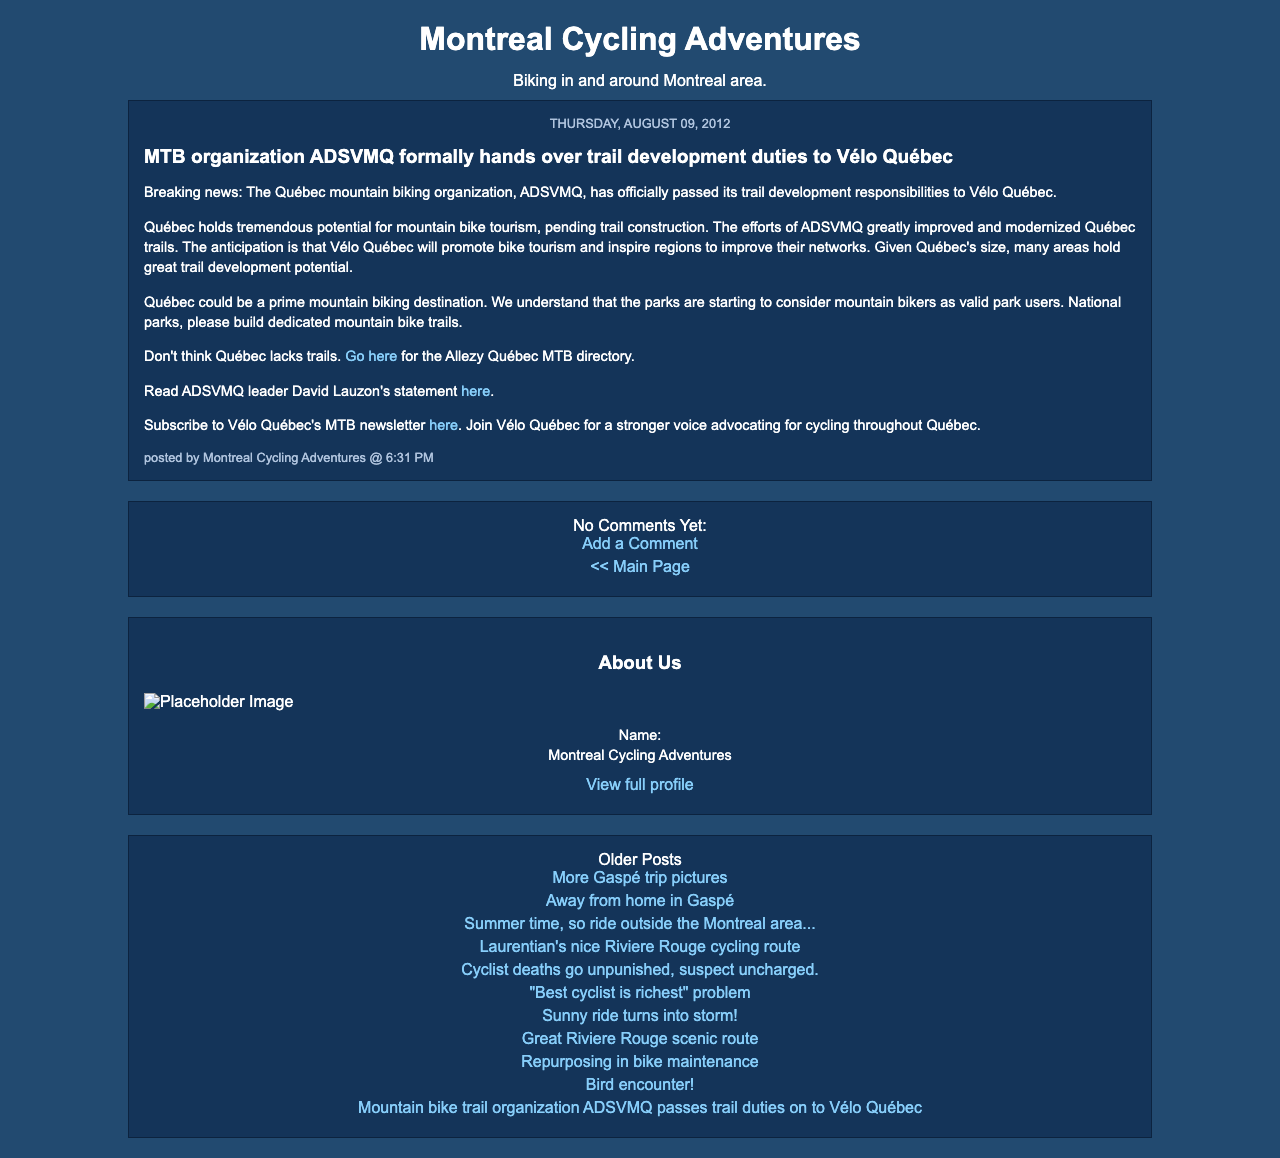 Montreal Cycling Adventures
Biking in and around Montreal area.
THURSDAY, AUGUST 09, 2012
MTB organization ADSVMQ formally hands over trail development duties to Vélo Québec
Breaking news: The Québec mountain biking organization, ADSVMQ, has officially passed its trail development responsibilities to Vélo Québec.
Québec holds tremendous potential for mountain bike tourism, pending trail construction. The efforts of ADSVMQ greatly improved and modernized Québec
trails. The anticipation is that Vélo Québec will promote bike tourism and inspire regions to improve their networks. Given Québec's size, many areas hold
great trail development potential.
Québec could be a prime mountain biking destination. We understand that the parks are starting to consider mountain bikers as valid park users. National
parks, please build dedicated mountain bike trails.
Don't think Québec lacks trails. Go here for the Allezy Québec MTB directory.
Read ADSVMQ leader David Lauzon's statement here.
Subscribe to Vélo Québec's MTB newsletter here. Join Vélo Québec for a stronger voice advocating for cycling throughout Québec.
posted by Montreal Cycling Adventures @ 6:31 PM
No Comments Yet:
Add a Comment
<< Main Page
About Us
Placeholder Image
Name:
Montreal Cycling Adventures
View full profile
Older Posts
More Gaspé trip pictures
Away from home in Gaspé
Summer time, so ride outside the Montreal area...
Laurentian's nice Riviere Rouge cycling route
Cyclist deaths go unpunished, suspect uncharged.
"Best cyclist is richest" problem
Sunny ride turns into storm!
Great Riviere Rouge scenic route
Repurposing in bike maintenance
Bird encounter!
Mountain bike trail organization ADSVMQ passes trail duties on to Vélo Québec